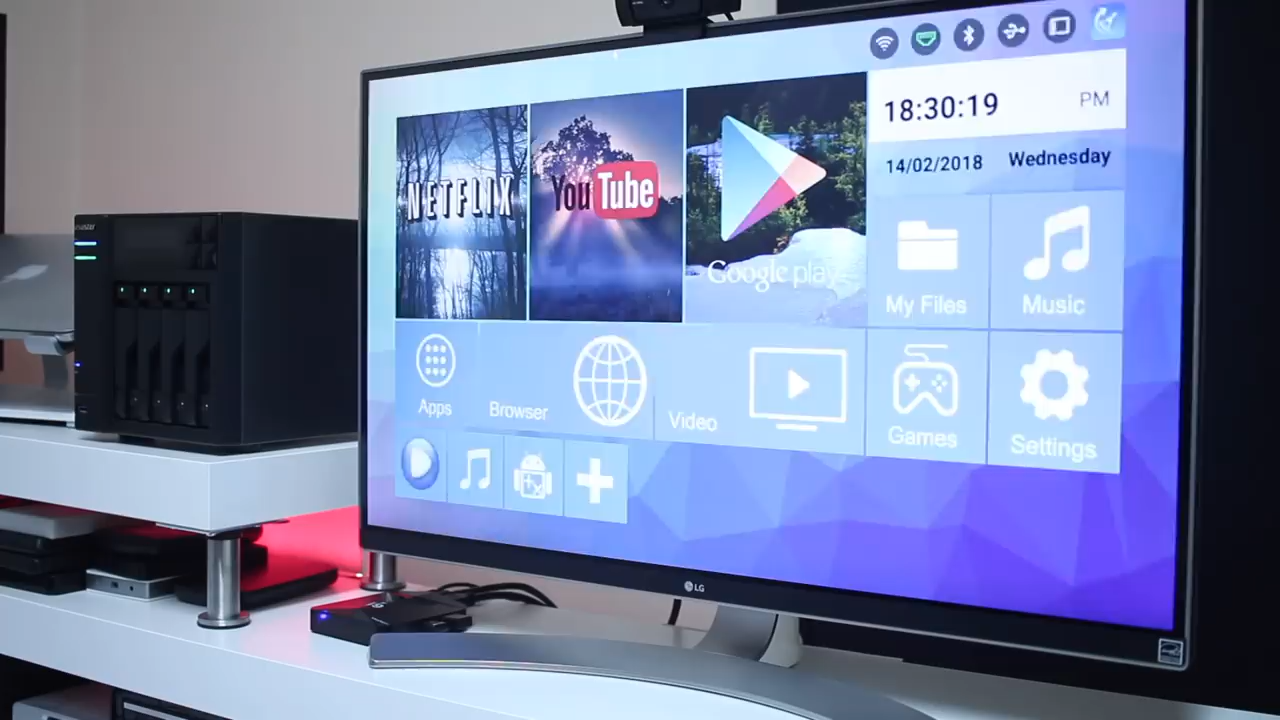 NETFLIX
YouTube
Google play
18:30:19 PM
14/02/2018 Wednesday
My Files
Music
Apps
Browser
Video
Games
Settings
LG